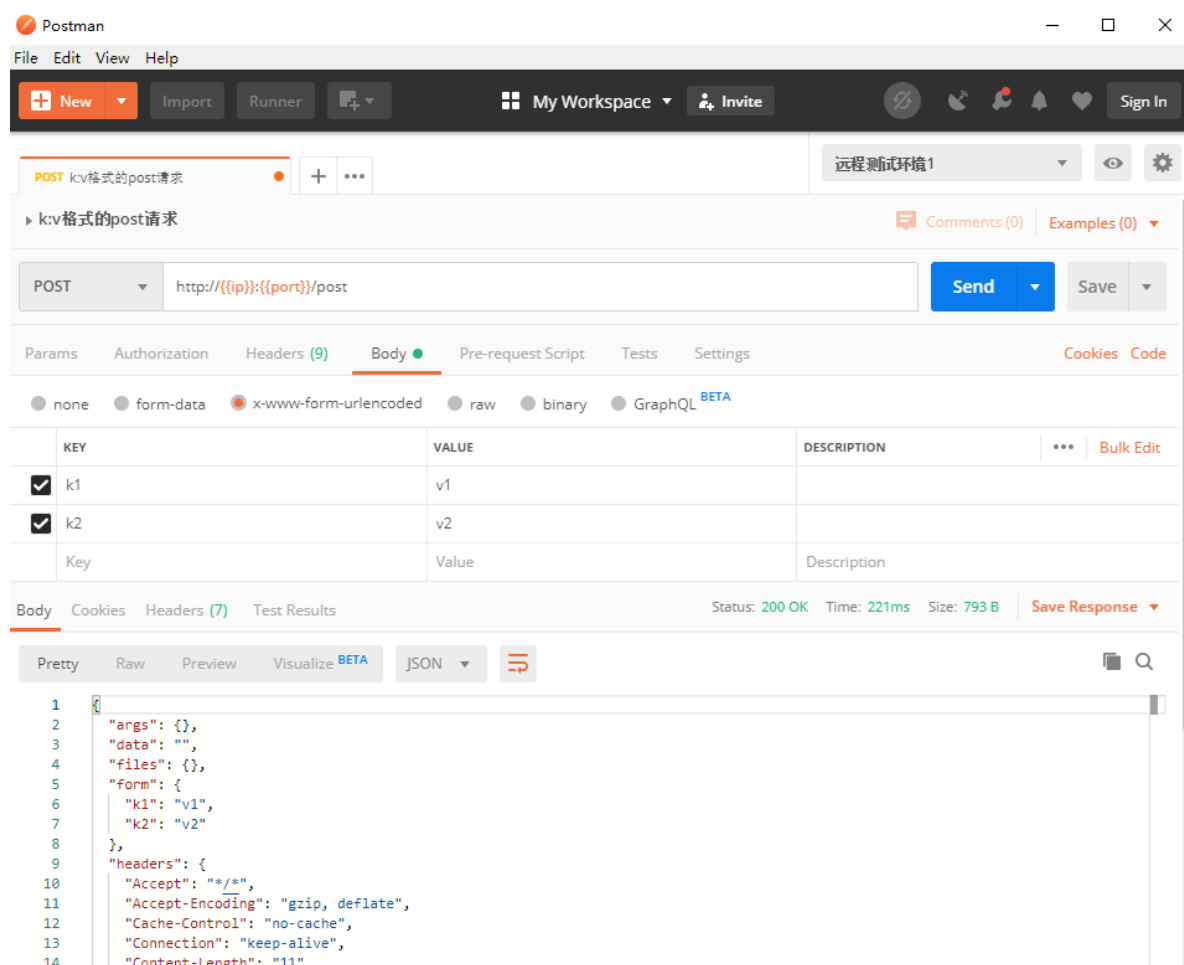 Postman
File Edit View Help
New Import Runner My Workspace Invite Sign In
POST k:v格式的post请求 远程测试环境1
k:v格式的post请求 Comments (0) Examples (0)
POST http://{{ip}}:{{port}}/post Send Save
Params Authorization Headers (9) Body Pre-request Script Tests Settings Cookies Code
none form-data x-www-form-urlencoded raw binary GraphQL BETA
KEY VALUE DESCRIPTION Bulk Edit
k1 v1
k2 v2
Key Value Description
Body Cookies Headers (7) Test Results Status: 200 OK Time: 221ms Size: 793 B Save Response
Pretty Raw Preview Visualize BETA JSON
1 {
2 "args": {},
3 "data": "",
4 "files": {},
5 "form": {
6 "k1": "v1",
7 "k2": "v2"
8 },
9 "headers": {
10 "Accept": "*/*",
11 "Accept-Encoding": "gzip, deflate",
12 "Cache-Control": "no-cache",
13 "Connection": "keep-alive",
14 "Content-Length": "11"